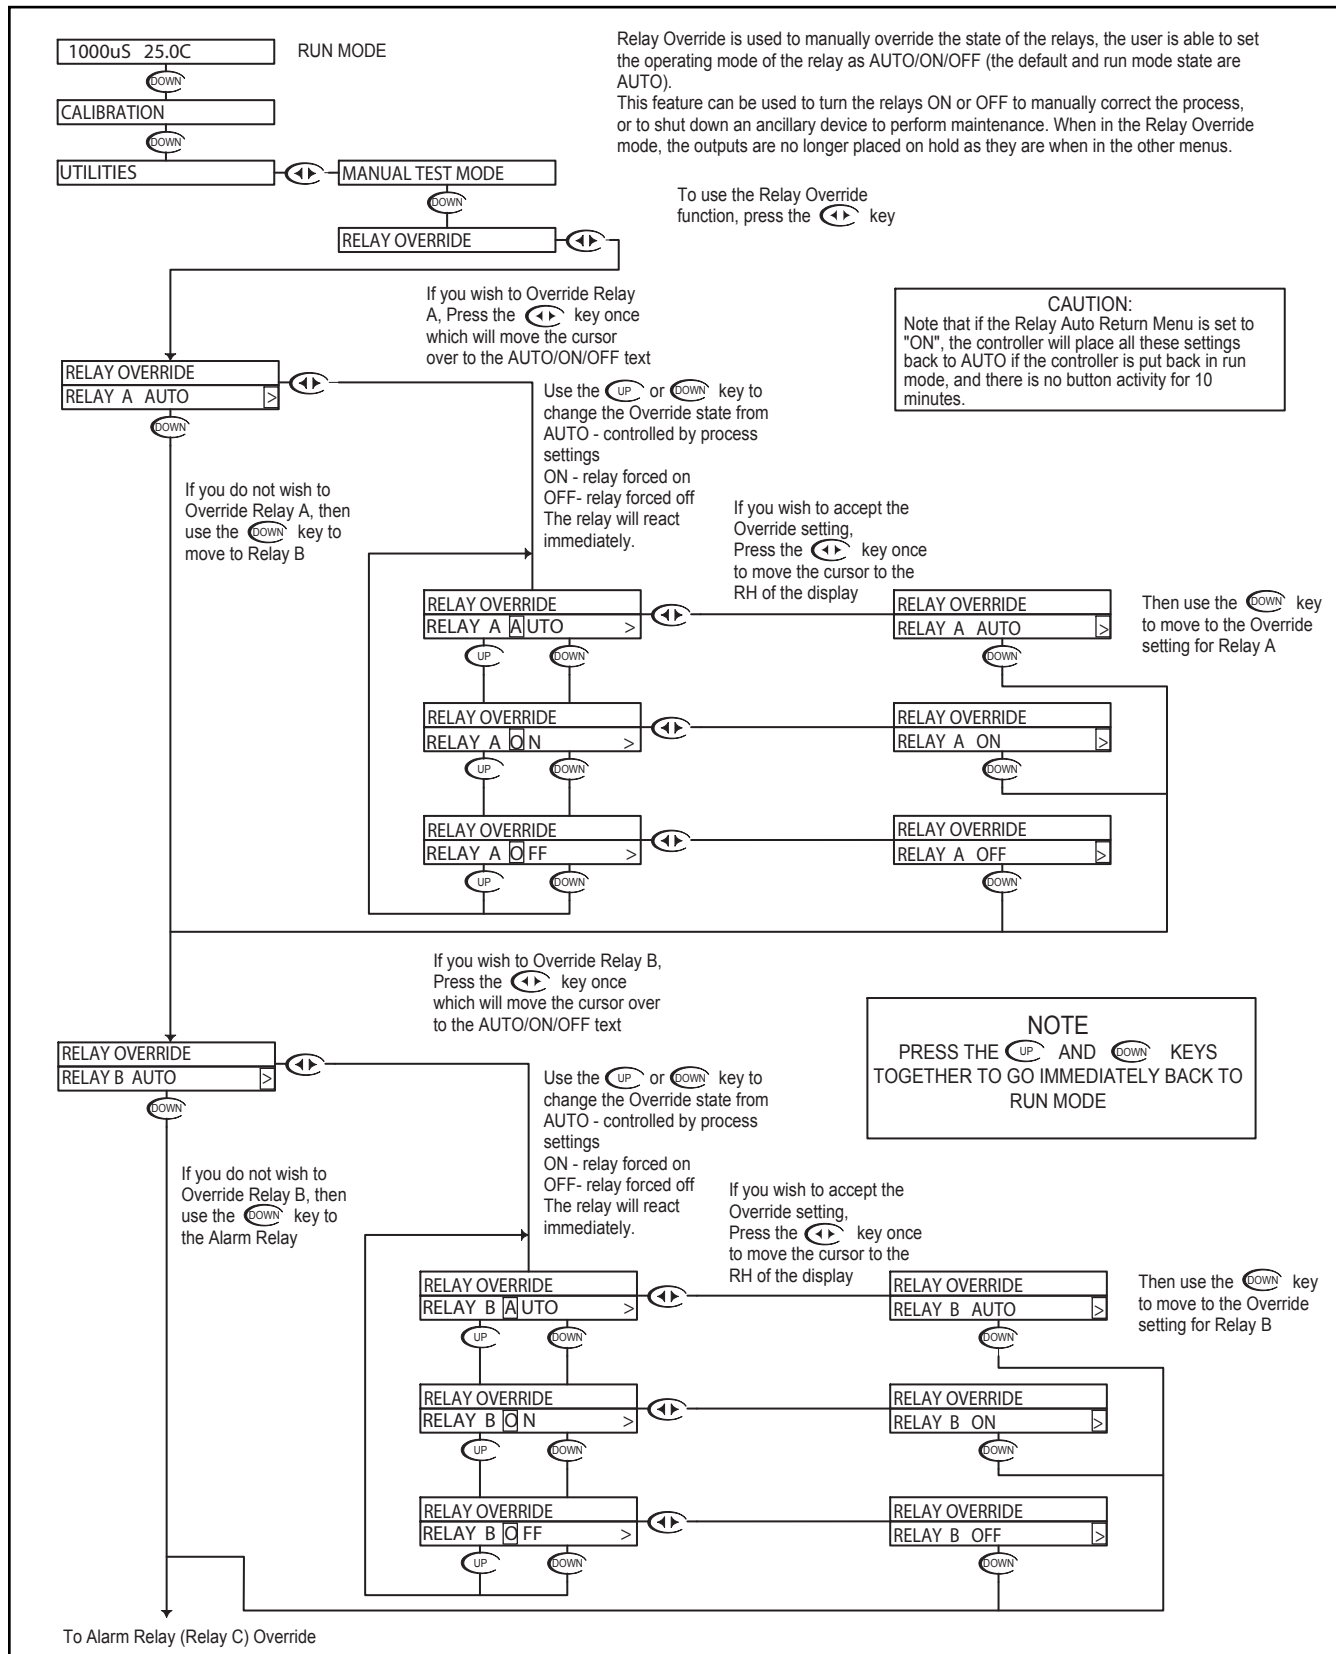 1000uS 25.0C
RUN MODE
DOWN
CALIBRATION
DOWN
UTILITIES
MANUAL TEST MODE
DOWN
RELAY OVERRIDE
Relay Override is used to manually override the state of the relays, the user is able to set
the operating mode of the relay as AUTO/ON/OFF (the default and run mode state are
AUTO).
This feature can be used to turn the relays ON or OFF to manually correct the process,
or to shut down an ancillary device to perform maintenance. When in the Relay Override
mode, the outputs are no longer placed on hold as they are when in the other menus.
To use the Relay Override
function, press the key
If you wish to Override Relay
A, Press the key once
which will move the cursor
over to the AUTO/ON/OFF text
CAUTION:
Note that if the Relay Auto Return Menu is set to
"ON", the controller will place all these settings
back to AUTO if the controller is put back in run
mode, and there is no button activity for 10
minutes.
RELAY OVERRIDE
RELAY A AUTO >
DOWN
Use the UP or DOWN key to
change the Override state from
AUTO - controlled by process
settings
ON - relay forced on
OFF- relay forced off
The relay will react
immediately.
If you do not wish to
Override Relay A, then
use the DOWN key to
move to Relay B
If you wish to accept the
Override setting,
Press the key once
to move the cursor to the
RH of the display
RELAY OVERRIDE
RELAY A AUTO >
UP DOWN
RELAY OVERRIDE
RELAY A AUTO >
DOWN
Then use the DOWN key
to move to the Override
setting for Relay A
RELAY OVERRIDE
RELAY A ON >
UP DOWN
RELAY OVERRIDE
RELAY A ON >
DOWN
RELAY OVERRIDE
RELAY A OFF >
UP DOWN
RELAY OVERRIDE
RELAY A OFF >
DOWN
If you wish to Override Relay B,
Press the key once
which will move the cursor over
to the AUTO/ON/OFF text
NOTE
PRESS THE UP AND DOWN KEYS
TOGETHER TO GO IMMEDIATELY BACK TO
RUN MODE
RELAY OVERRIDE
RELAY B AUTO >
DOWN
Use the UP or DOWN key to
change the Override state from
AUTO - controlled by process
settings
ON - relay forced on
OFF- relay forced off
The relay will react
immediately.
If you do not wish to
Override Relay B, then
use the DOWN key to
the Alarm Relay
If you wish to accept the
Override setting,
Press the key once
to move the cursor to the
RH of the display
RELAY OVERRIDE
RELAY B AUTO >
UP DOWN
RELAY OVERRIDE
RELAY B AUTO >
DOWN
Then use the DOWN key
to move to the Override
setting for Relay B
RELAY OVERRIDE
RELAY B ON >
UP DOWN
RELAY OVERRIDE
RELAY B ON >
DOWN
RELAY OVERRIDE
RELAY B OFF >
UP DOWN
RELAY OVERRIDE
RELAY B OFF >
DOWN
To Alarm Relay (Relay C) Override